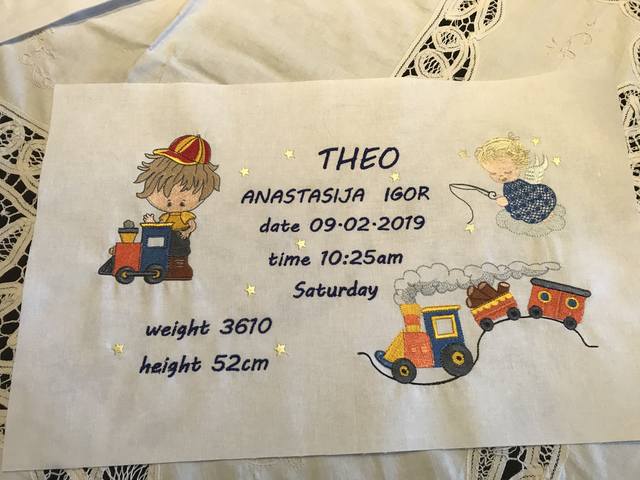 THEO
ANASTASIJA IGOR
date 09.02.2019
time 10:25am
Saturday
weight 3610
height 52cm